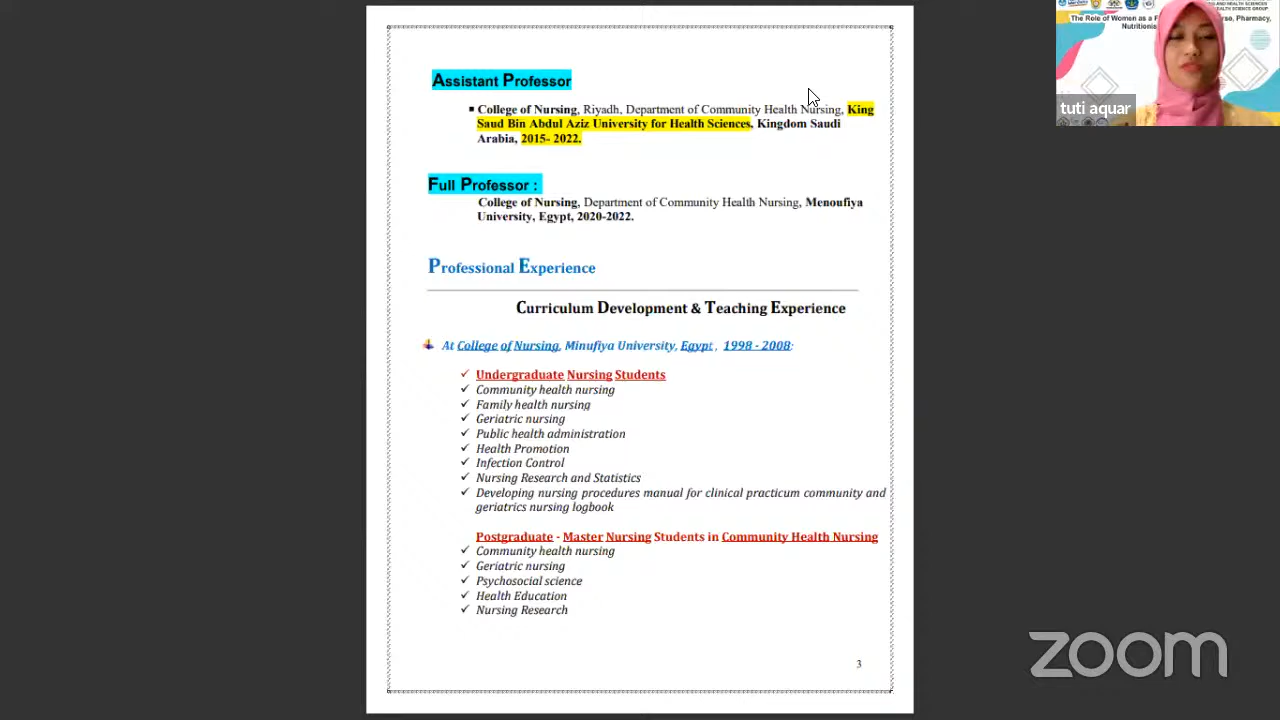 Assistant Professor
▪ College of Nursing, Riyadh, Department of Community Health Nursing, King
Saud Bin Abdul Aziz University for Health Sciences, Kingdom Saudi
Arabia, 2015- 2022.
Full Professor :
College of Nursing, Department of Community Health Nursing, Menoufiya
University, Egypt, 2020-2022.
Professional Experience
Curriculum Development & Teaching Experience
At College of Nursing, Minufiya University, Egypt , 1998 - 2008:
✓ Undergraduate Nursing Students
✓ Community health nursing
✓ Family health nursing
✓ Geriatric nursing
✓ Public health administration
✓ Health Promotion
✓ Infection Control
✓ Nursing Research and Statistics
✓ Developing nursing procedures manual for clinical practicum community and
geriatrics nursing logbook
Postgraduate - Master Nursing Students in Community Health Nursing
✓ Community health nursing
✓ Geriatric nursing
✓ Psychosocial science
✓ Health Education
✓ Nursing Research
3
The Role of Women as a Pharmacy,
Nutritionis
tuti aquar
zoom